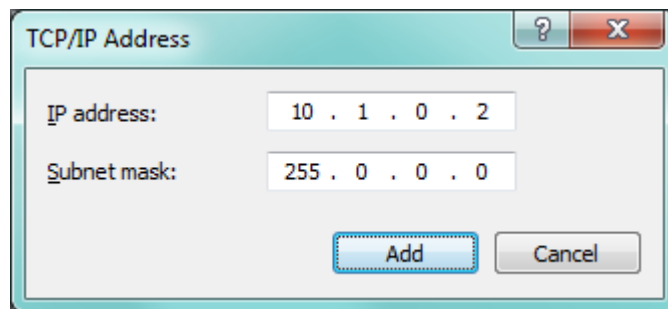 TCP/IP Address
IP address: 10 . 1 . 0 . 2
Subnet mask: 255 . 0 . 0 . 0
Add Cancel